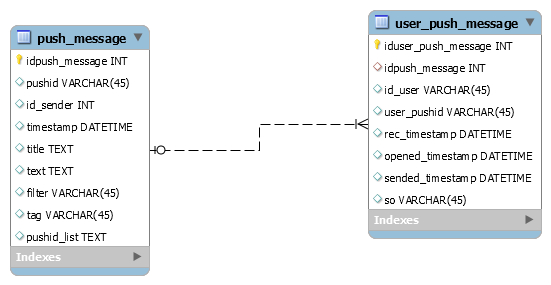 push_message
idpush_message INT
pushid VARCHAR(45)
id_sender INT
timestamp DATETIME
title TEXT
text TEXT
filter VARCHAR(45)
tag VARCHAR(45)
pushid_list TEXT
Indexes
user_push_message
iduser_push_message INT
idpush_message INT
id_user VARCHAR(45)
user_pushid VARCHAR(45)
rec_timestamp DATETIME
opened_timestamp DATETIME
sended_timestamp DATETIME
so VARCHAR(45)
Indexes